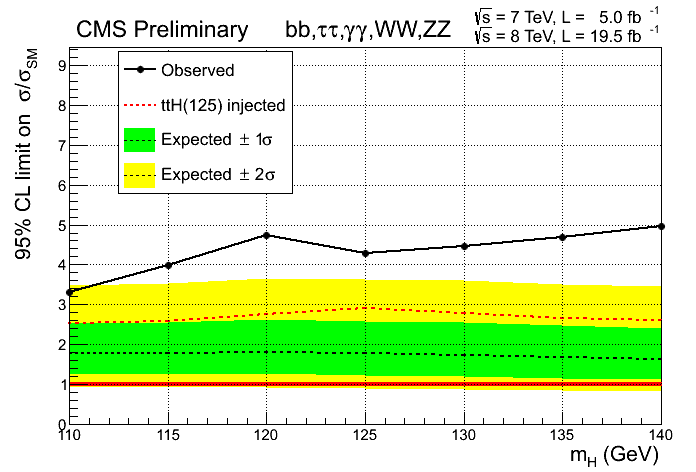 CMS Preliminary bb,ττ,γγ,WW,ZZ √s = 7 TeV, L = 5.0 fb⁻¹
√s = 8 TeV, L = 19.5 fb⁻¹
95% CL limit on σ/σSM
Observed
ttH(125) injected
Expected ± 1σ
Expected ± 2σ
9
8
7
6
5
4
3
2
1
0
110 115 120 125 130 135 140
mH (GeV)